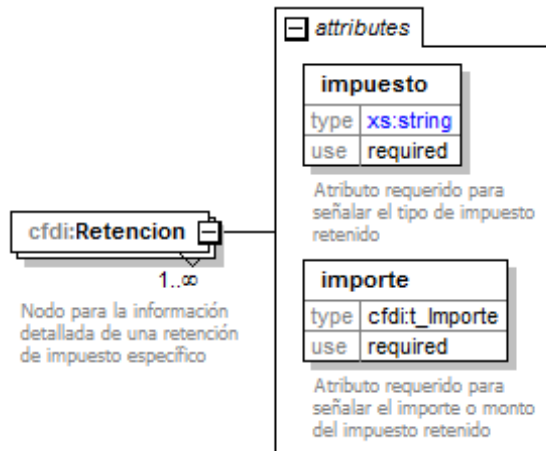 attributes
impuesto
type xs:string
use required
Atributo requerido para
señalar el tipo de impuesto
retenido
cfdi:Retencion
1..∞
Nodo para la información
detallada de una retención
de impuesto específico
importe
type cfdi:t_Importe
use required
Atributo requerido para
señalar el importe o monto
del impuesto retenido